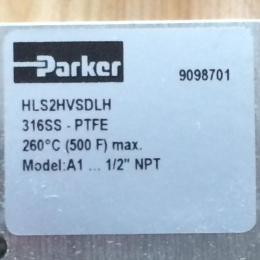 Parker
9098701
HLS2HVSDLH
316SS - PTFE
260°C (500 F) max.
Model:A1 ... 1/2" NPT